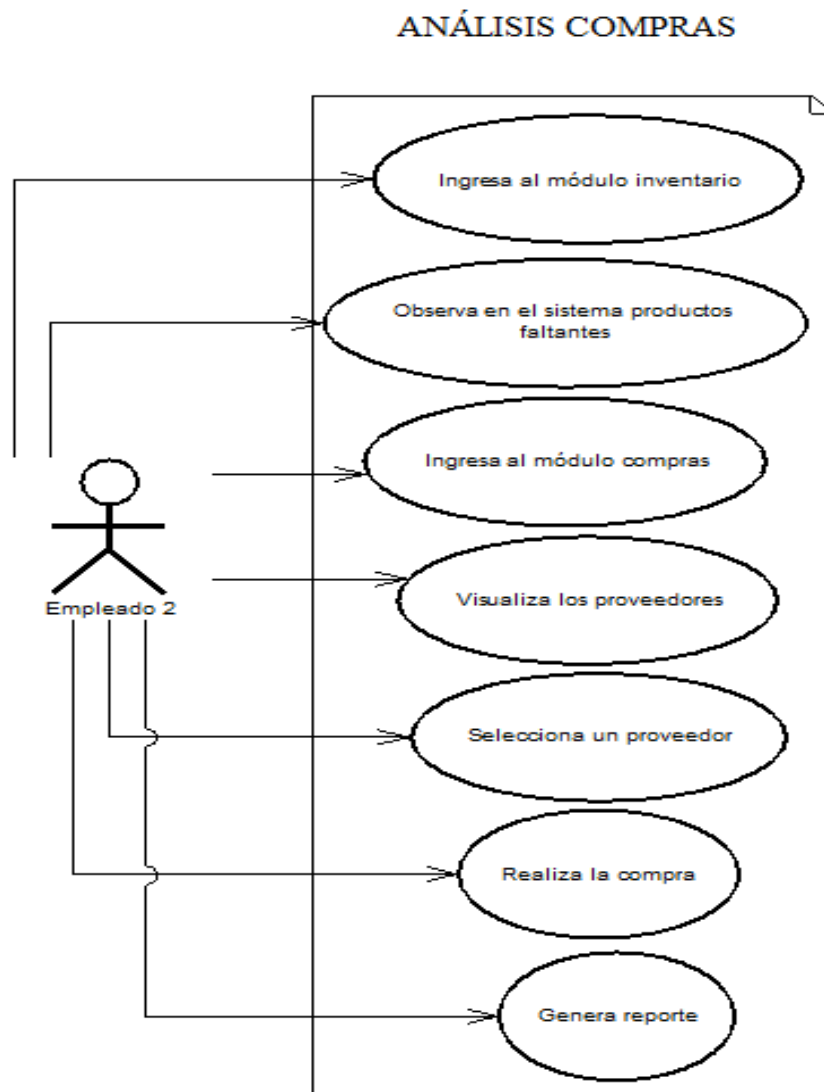 ANÁLISIS COMPRAS
Ingresa al módulo inventario
Observa en el sistema productos
faltantes
Ingresa al módulo compras
Empleado 2
Visualiza los proveedores
Selecciona un proveedor
Realiza la compra
Genera reporte